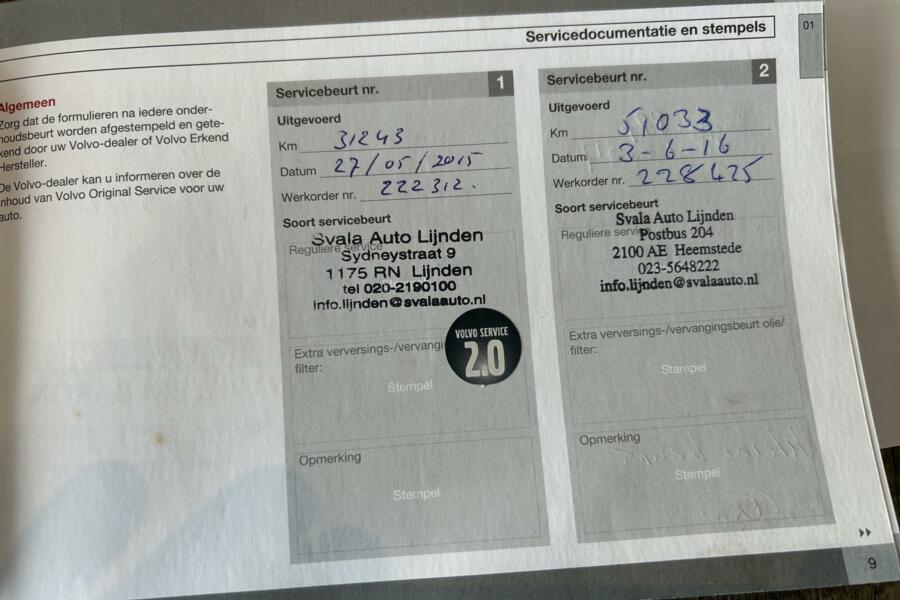 Servicedocumentatie en stempels
01
Algemeen
Zorg dat de formulieren na iedere onder-
houdsbeurt worden afgestempeld en gete-
kend door uw Volvo-dealer of Volvo Erkend
Hersteller.
De Volvo-dealer kan u informeren over de
inhoud van Volvo Original Service voor uw
auto.
Servicebeurt nr. 1
Uitgevoerd
Km 31243
Datum 27/05/2015
Werkorder nr. 222312.
Soort servicebeurt
Reguliere service
Svala Auto Lijnden
Sydneystraat 9
1175 RN Lijnden
tel 020-2190100
info.lijnden@svalaauto.nl
VOLVO SERVICE
2.0
Extra verversings-/vervangi
filter:
Stempel
Opmerking
Stempel
Servicebeurt nr. 2
Uitgevoerd
Km 51033
Datum 3-6-16
Werkorder nr. 228425
Soort servicebeurt
Reguliere service
Svala Auto Lijnden
Postbus 204
2100 AE Heemstede
023-5648222
info.lijnden@svalaauto.nl
Extra verversings-/vervangingsbeurt olie/
filter:
Stempel
Opmerking
Stempel
9